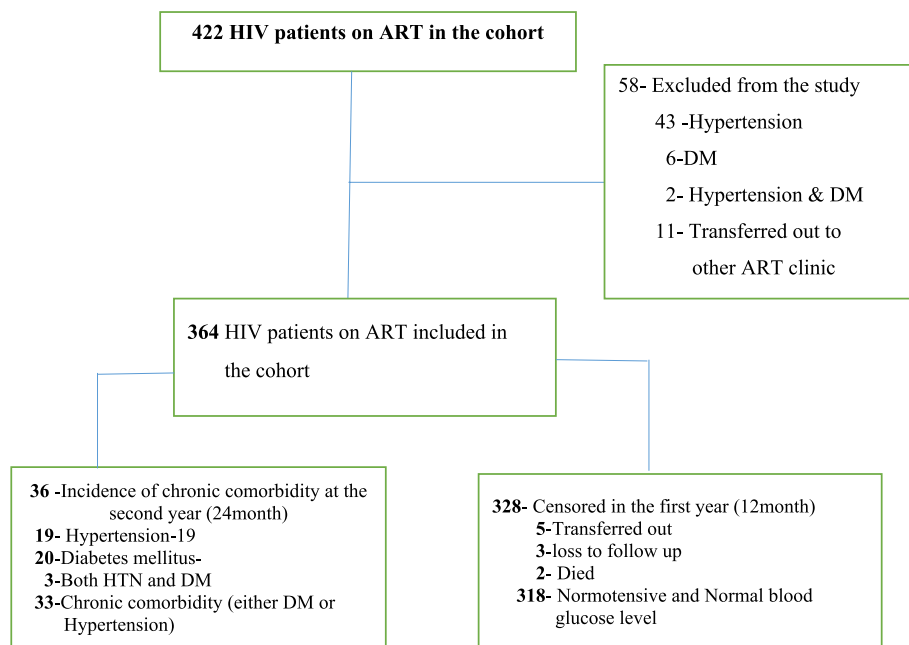 422 HIV patients on ART in the cohort
58- Excluded from the study
43 -Hypertension
6-DM
2- Hypertension & DM
11- Transferred out to
other ART clinic
364 HIV patients on ART included in
the cohort
36 -Incidence of chronic comorbidity at the
second year (24month)
19- Hypertension-19
20-Diabetes mellitus-
3-Both HTN and DM
33-Chronic comorbidity (either DM or
Hypertension)
328- Censored in the first year (12month)
5-Transferred out
3-loss to follow up
2- Died
318- Normotensive and Normal blood
glucose level